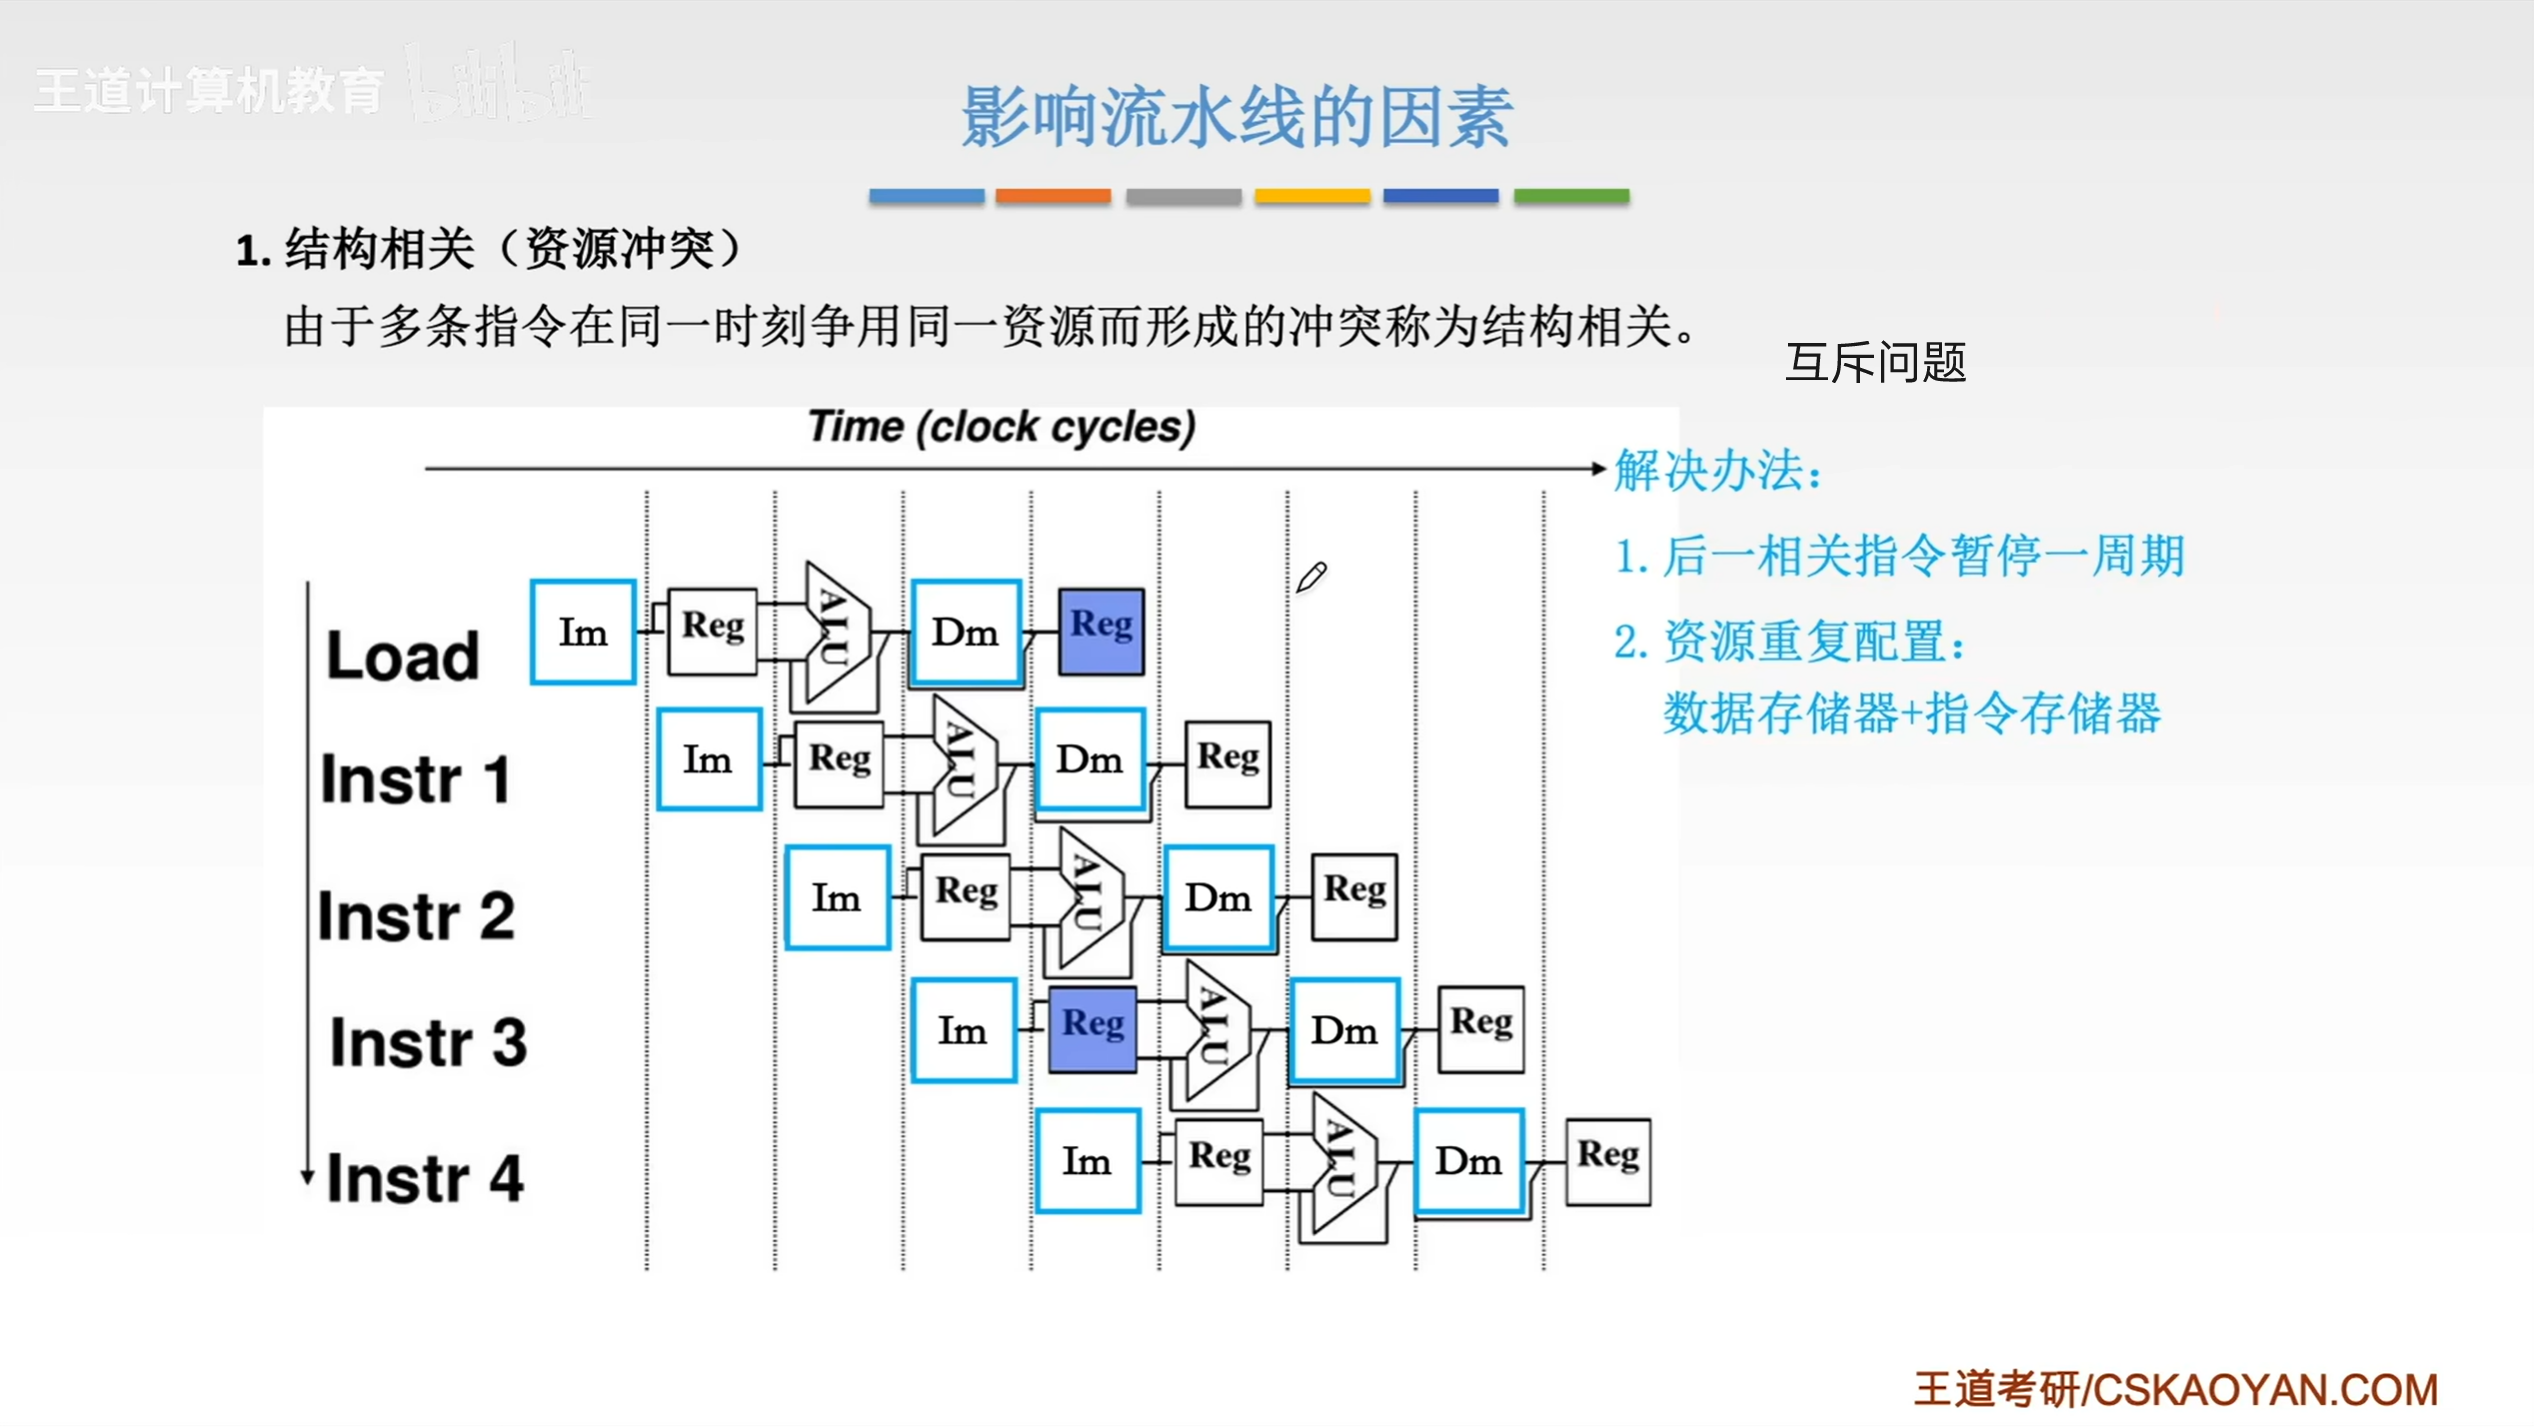 王道计算机教育 bilibili
影响流水线的因素
1. 结构相关（资源冲突）
由于多条指令在同一时刻争用同一资源而形成的冲突称为结构相关。
互斥问题
Time (clock cycles)
解决办法：
1. 后一相关指令暂停一周期
2. 资源重复配置：
数据存储器+指令存储器
Load Im Reg ALU Dm Reg
Instr 1 Im Reg ALU Dm Reg
Instr 2 Im Reg ALU Dm Reg
Instr 3 Im Reg ALU Dm Reg
Instr 4 Im Reg ALU Dm Reg
王道考研/CSKAOYAN.COM